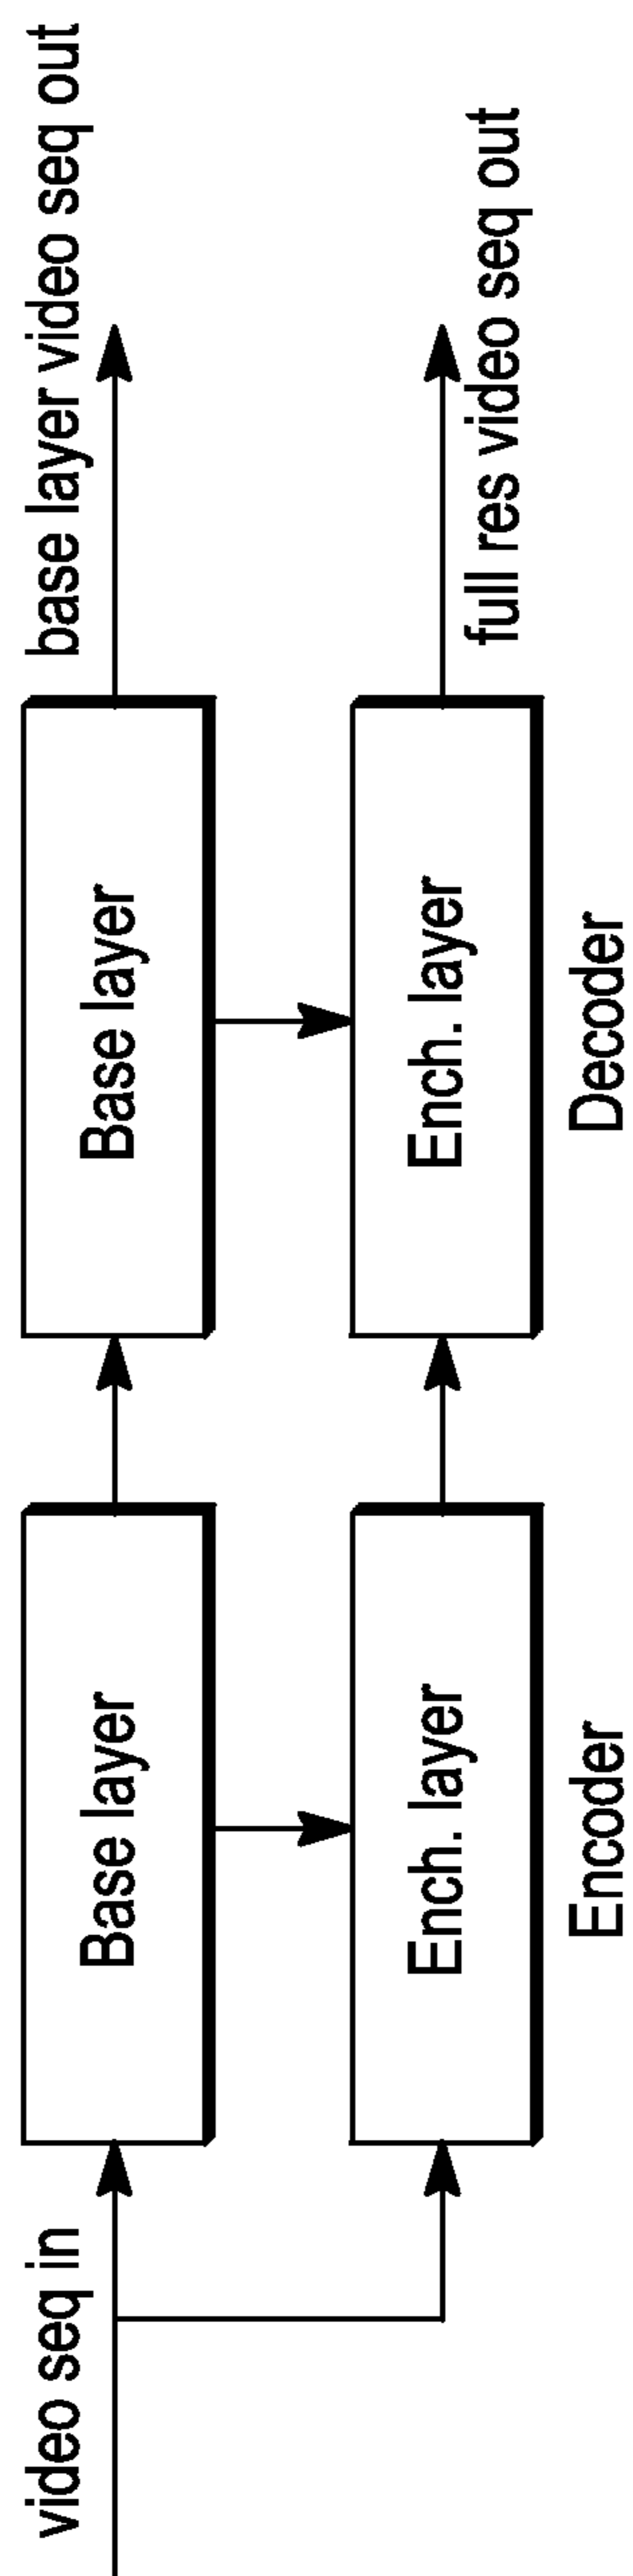 video seq in
Base layer
Base layer
base layer video seq out
Ench. layer
Ench. layer
full res video seq out
Encoder
Decoder